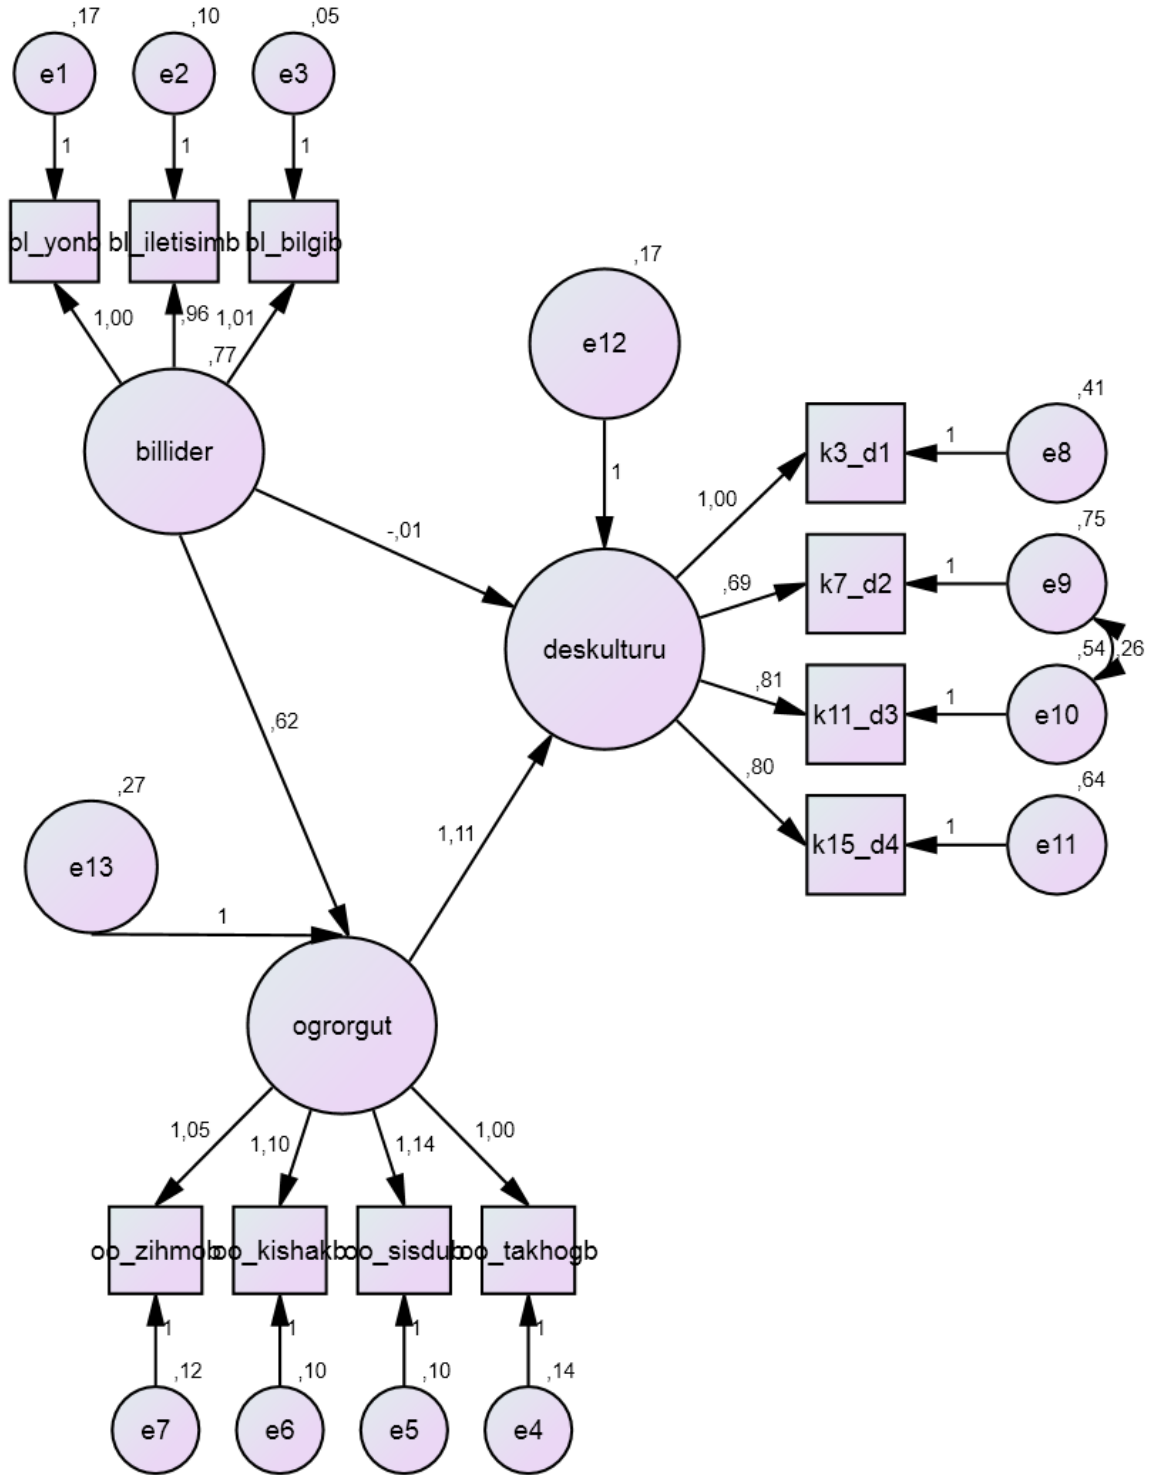 ,17
,10
,05
e1
e2
e3
1
1
1
bl_yonb
bl_iletisimb
bl_bilgib
1,00
,96
1,01
,77
billider
,17
e12
1
-,01
,62
deskulturu
1,00
,69
,81
,80
k3_d1
k7_d2
k11_d3
k15_d4
1
1
1
1
,41
e8
,75
e9
,54
,26
e10
,64
e11
,27
e13
1
1,11
ogrorgut
1,05
1,10
1,14
1,00
oo_zihmob
oo_kishakb
oo_sisdub
oo_takhogb
1
1
1
1
,12
,10
,10
,14
e7
e6
e5
e4